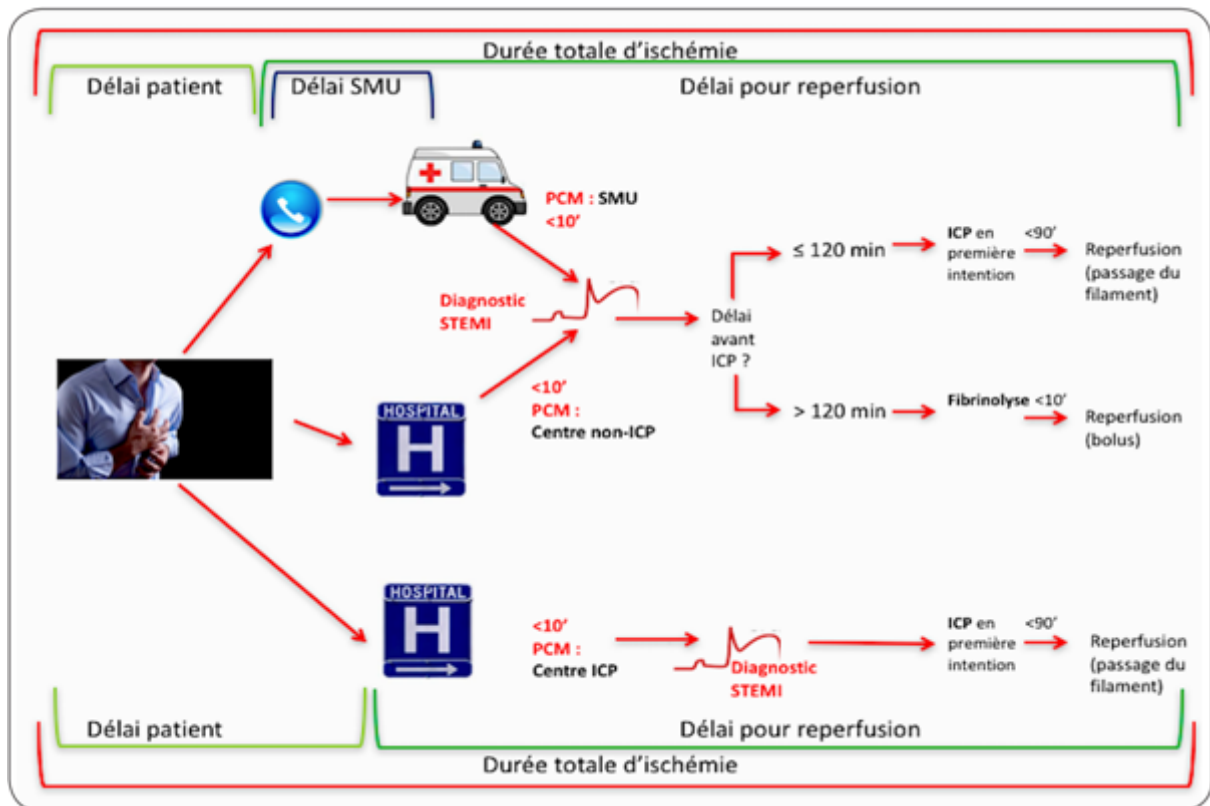 Durée totale d'ischémie
Délai patient
Délai SMU
Délai pour reperfusion
PCM : SMU
<10'
Diagnostic
STEMI
Délai
avant
ICP ?
≤ 120 min
ICP en
première
intention
<90'
Reperfusion
(passage du
filament)
HOSPITAL
H
<10'
PCM :
Centre non-ICP
> 120 min
Fibrinolyse <10'
Reperfusion
(bolus)
HOSPITAL
H
<10'
PCM :
Centre ICP
Diagnostic
STEMI
ICP en
première
intention
<90'
Reperfusion
(passage du
filament)
Délai patient
Délai pour reperfusion
Durée totale d'ischémie